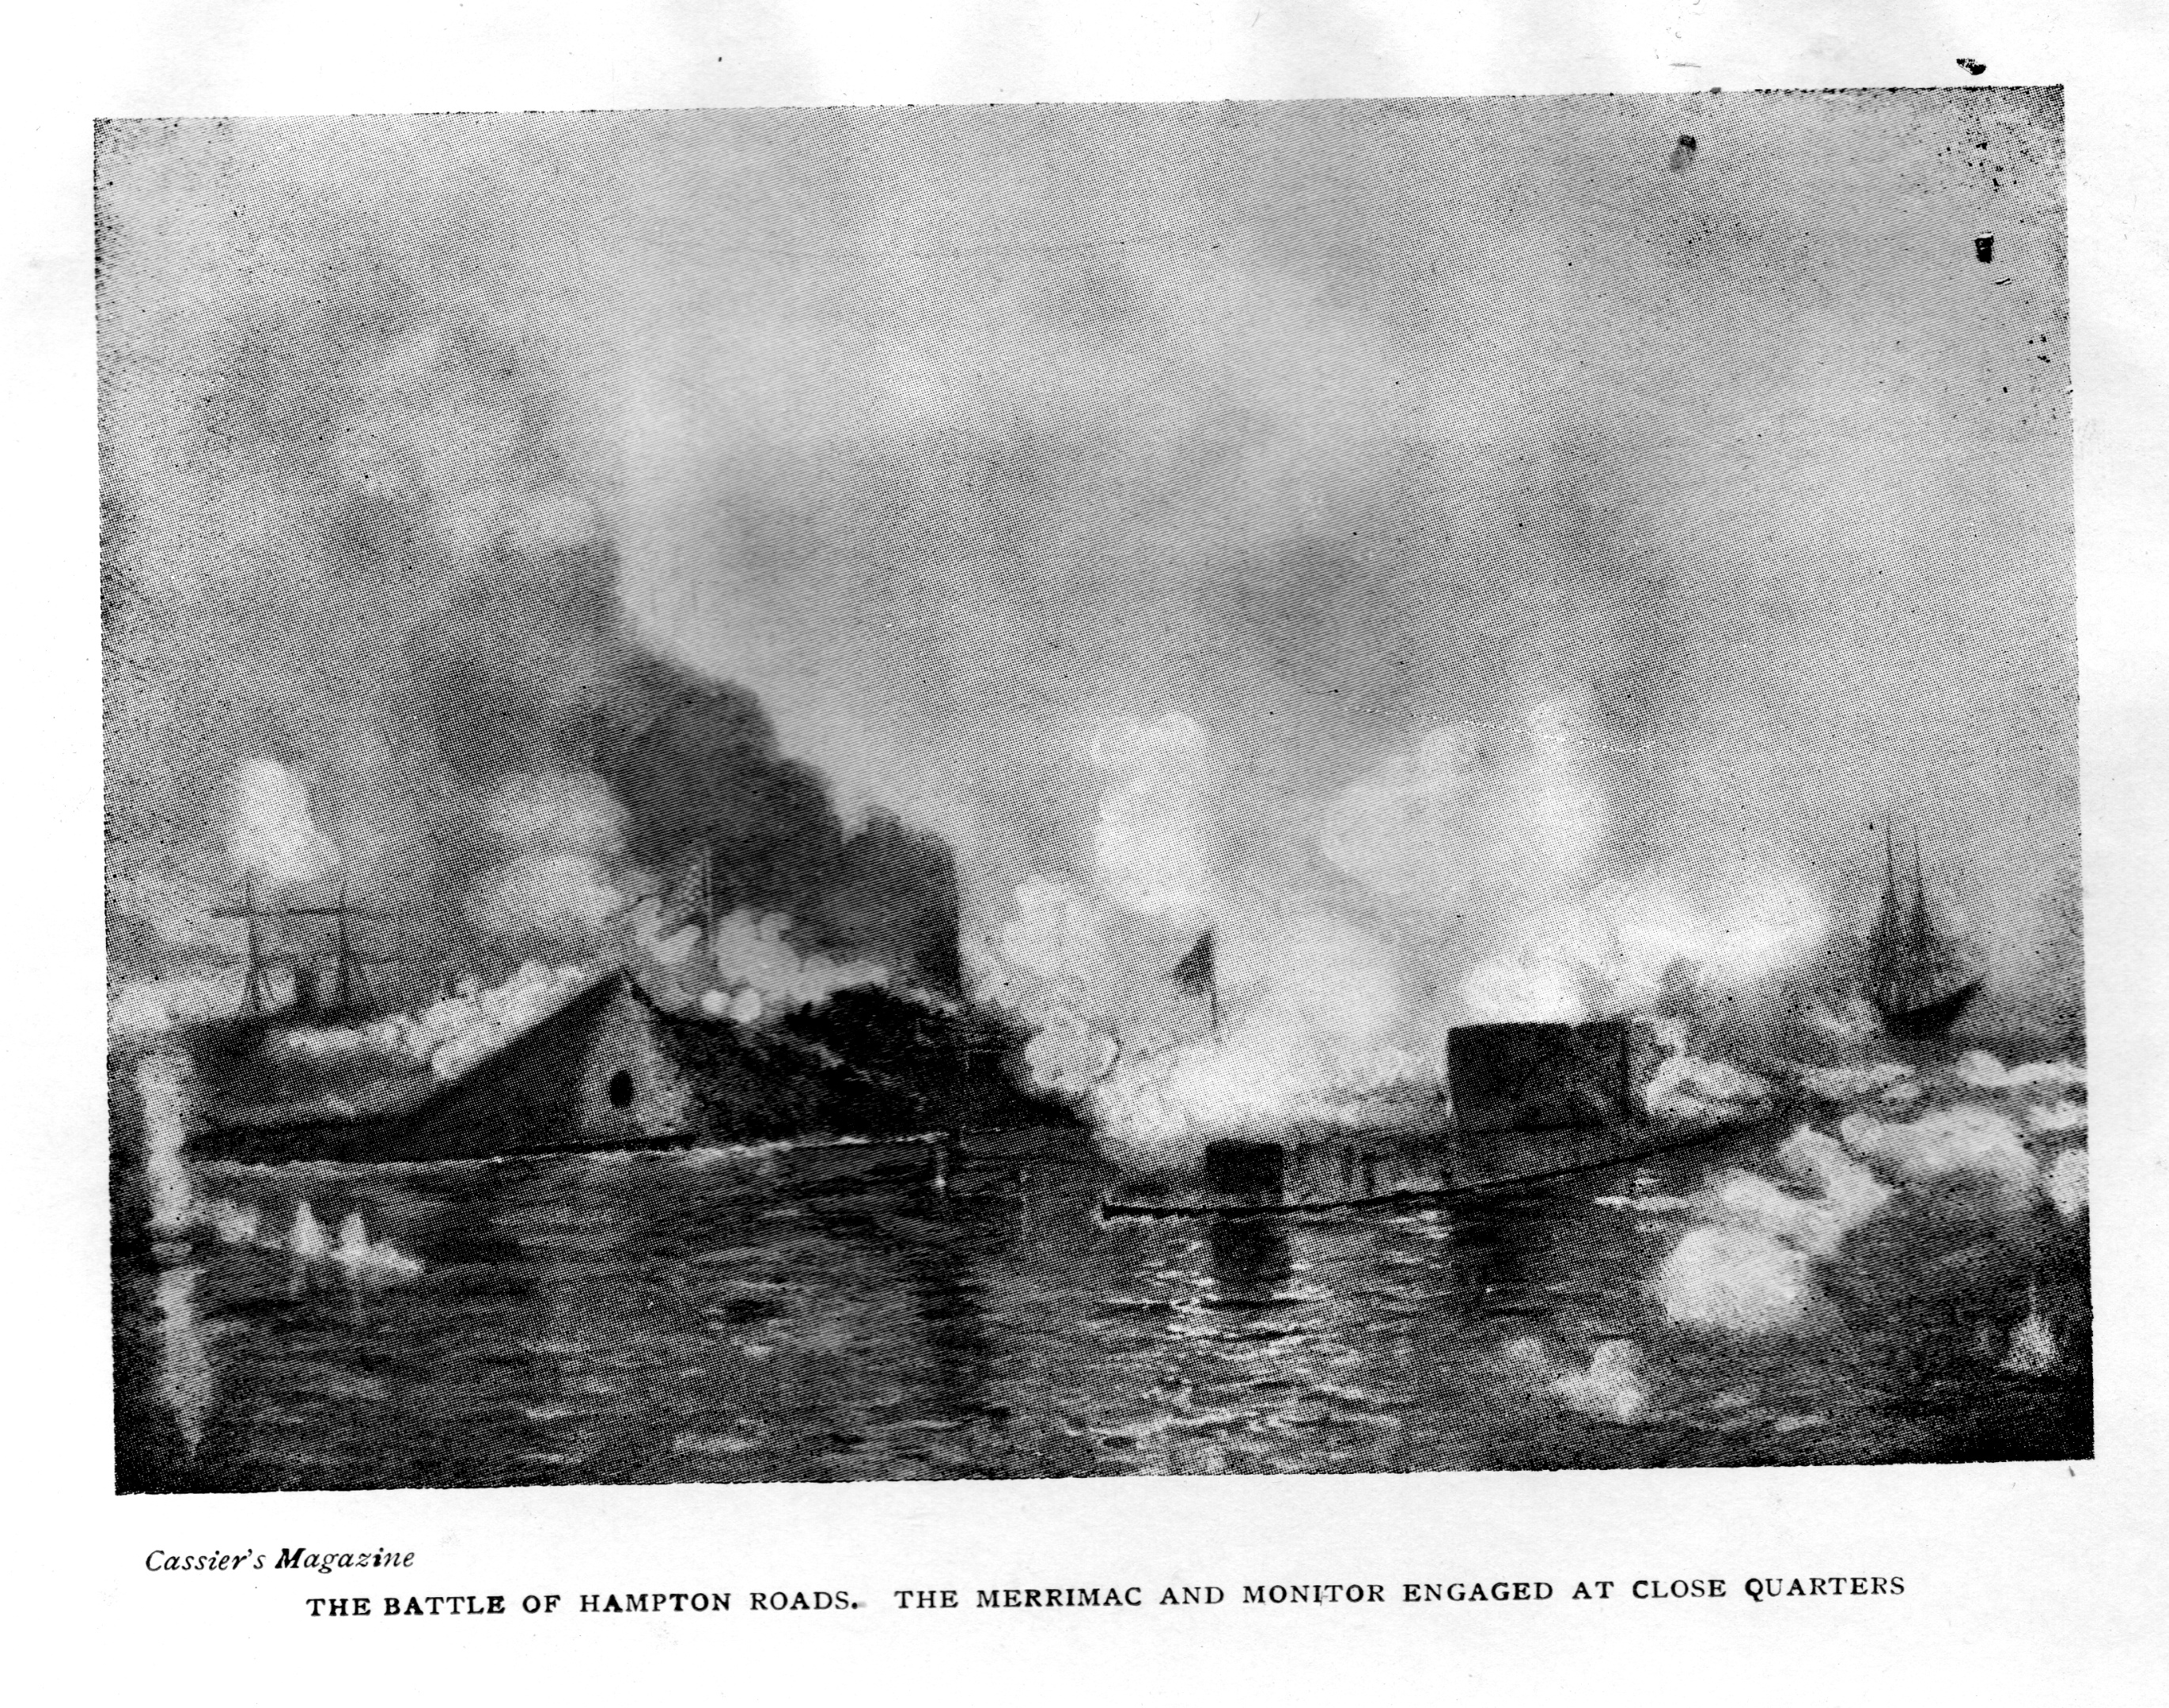 Cassier's Magazine
THE BATTLE OF HAMPTON ROADS. THE MERRIMAC AND MONITOR ENGAGED AT CLOSE QUARTERS